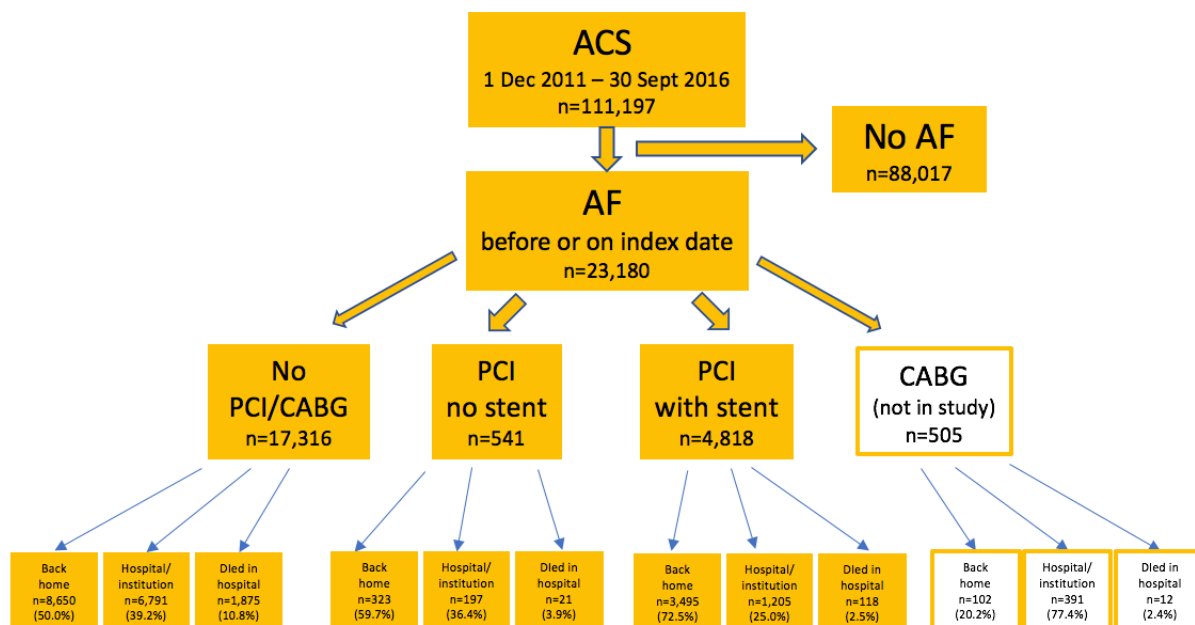 ACS
1 Dec 2011 – 30 Sept 2016
n=111,197
No AF
n=88,017
AF
before or on index date
n=23,180
No
PCI/CABG
n=17,316
PCI
no stent
n=541
PCI
with stent
n=4,818
CABG
(not in study)
n=505
Back
home
n=8,650
(50.0%)
Hospital/
institution
n=6,791
(39.2%)
DIed in
hospital
n=1,875
(10.8%)
Back
home
n=323
(59.7%)
Hospital/
institution
n=197
(36.4%)
DIed in
hospital
n=21
(3.9%)
Back
home
n=3,495
(72.5%)
Hospital/
institution
n=1,205
(25.0%)
DIed in
hospital
n=118
(2.5%)
Back
home
n=102
(20.2%)
Hospital/
institution
n=391
(77.4%)
DIed in
hospital
n=12
(2.4%)